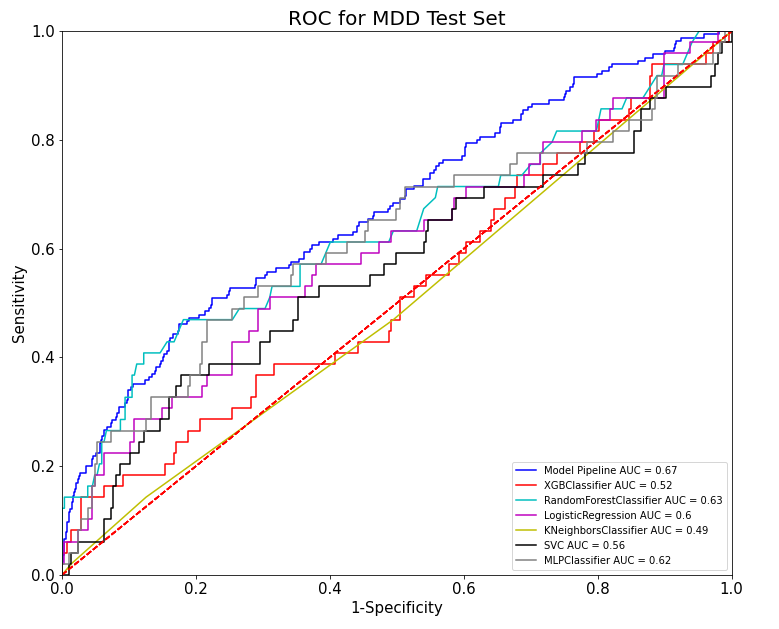 ROC for MDD Test Set
1.0
0.8
0.6
0.4
0.2
0.0
Sensitivity
Model Pipeline AUC = 0.67
XGBClassifier AUC = 0.52
RandomForestClassifier AUC = 0.63
LogisticRegression AUC = 0.6
KNeighborsClassifier AUC = 0.49
SVC AUC = 0.56
MLPClassifier AUC = 0.62
0.0 0.2 0.4 0.6 0.8 1.0
1-Specificity